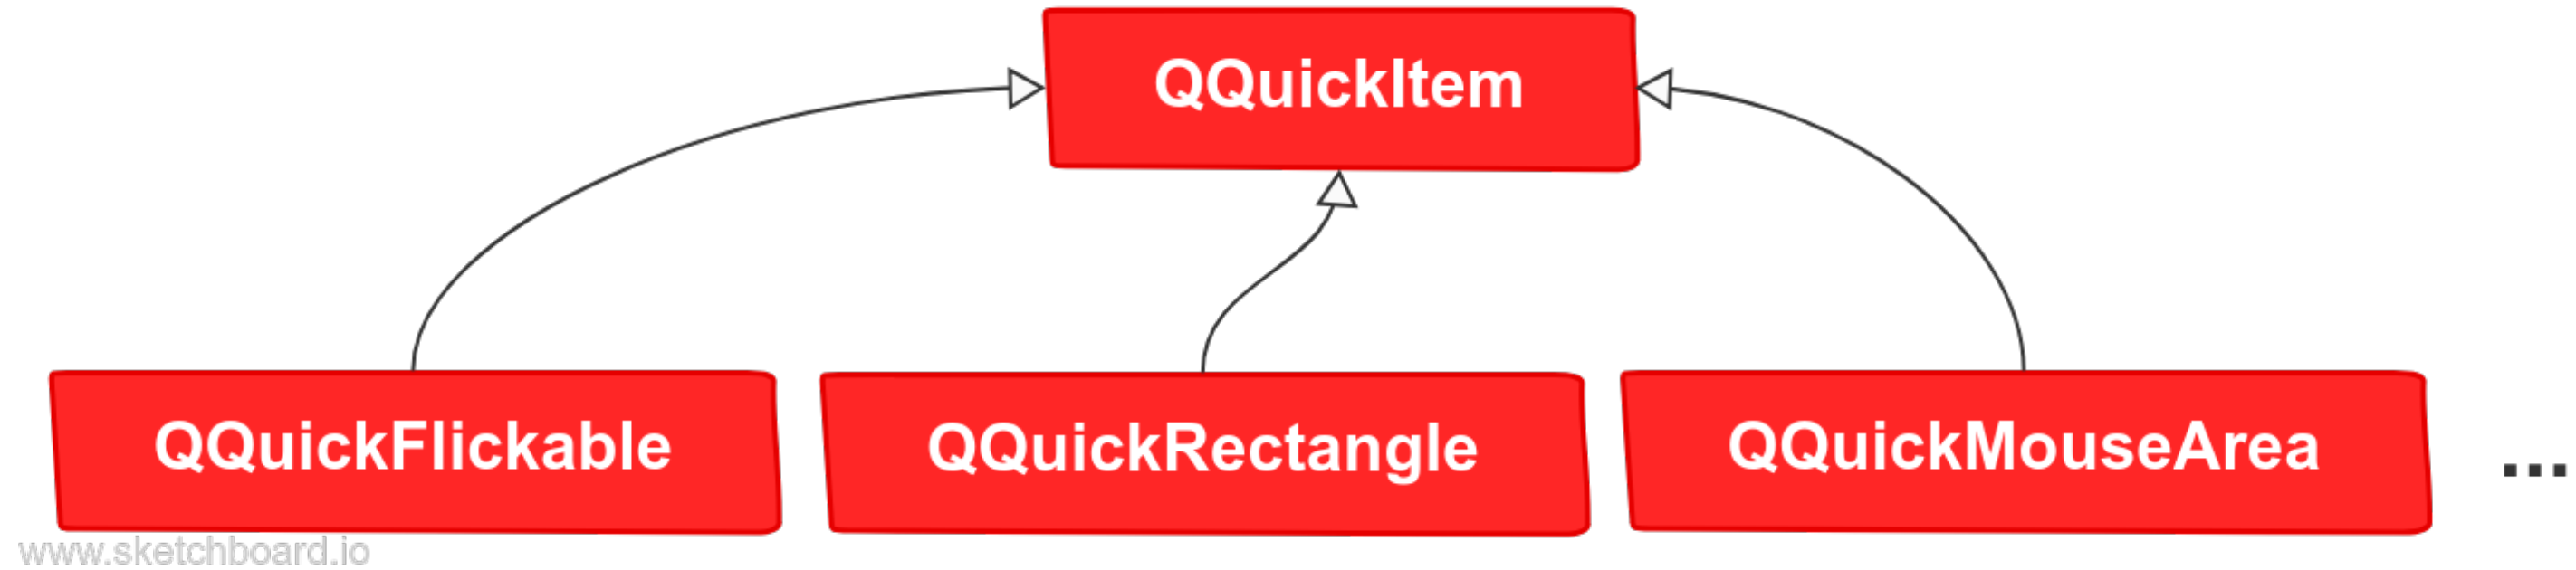 QQuickItem
QQuickFlickable
QQuickRectangle
QQuickMouseArea
...
www.sketchboard.io